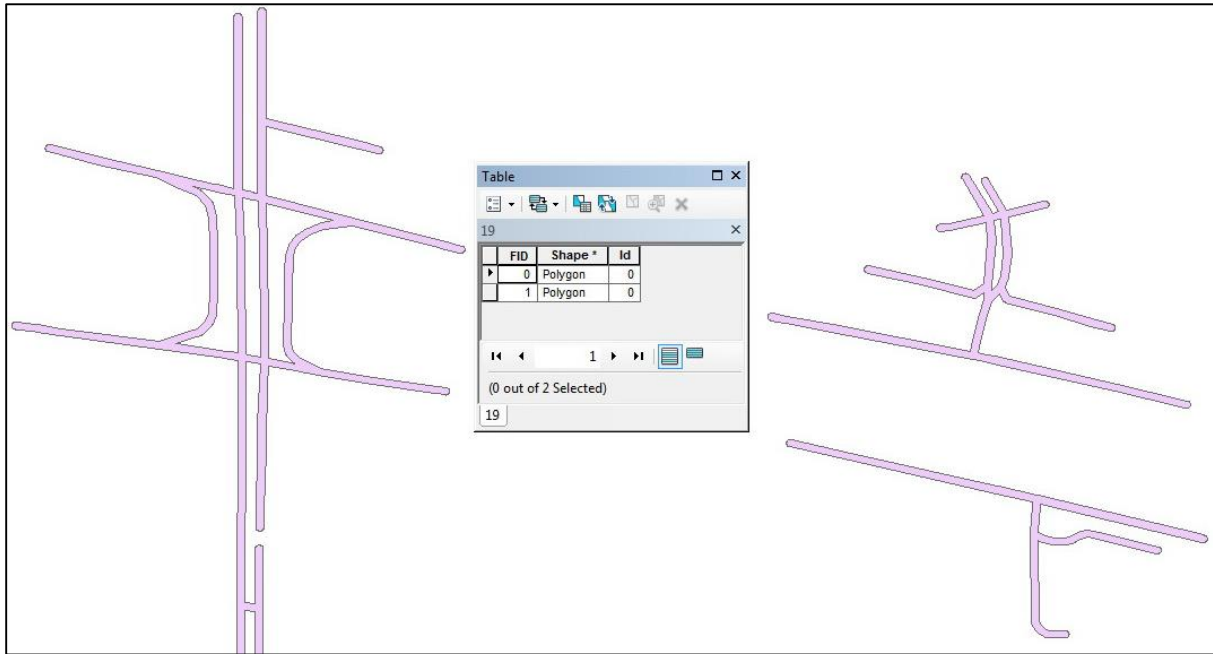 Table
19
FID Shape * Id
0 Polygon 0
1 Polygon 0
1
(0 out of 2 Selected)
19